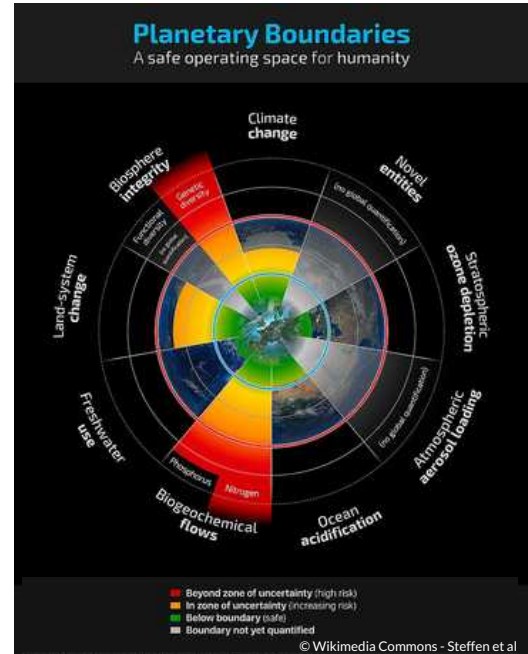 Planetary Boundaries
A safe operating space for humanity
Climate
change
Novel
entities
(no global quantification)
Stratospheric
ozone depletion
Atmospheric
aerosol loading
(no global quantification)
Ocean
acidification
Biogeochemical
flows
Phosphorus
Nitrogen
Freshwater
use
Land-system
change
Biosphere
integrity
Functional
diversity
(no global
quantification)
Genetic
diversity
Beyond zone of uncertainty (high risk)
In zone of uncertainty (increasing risk)
Below boundary (safe)
Boundary not yet quantified
© Wikimedia Commons - Steffen et al